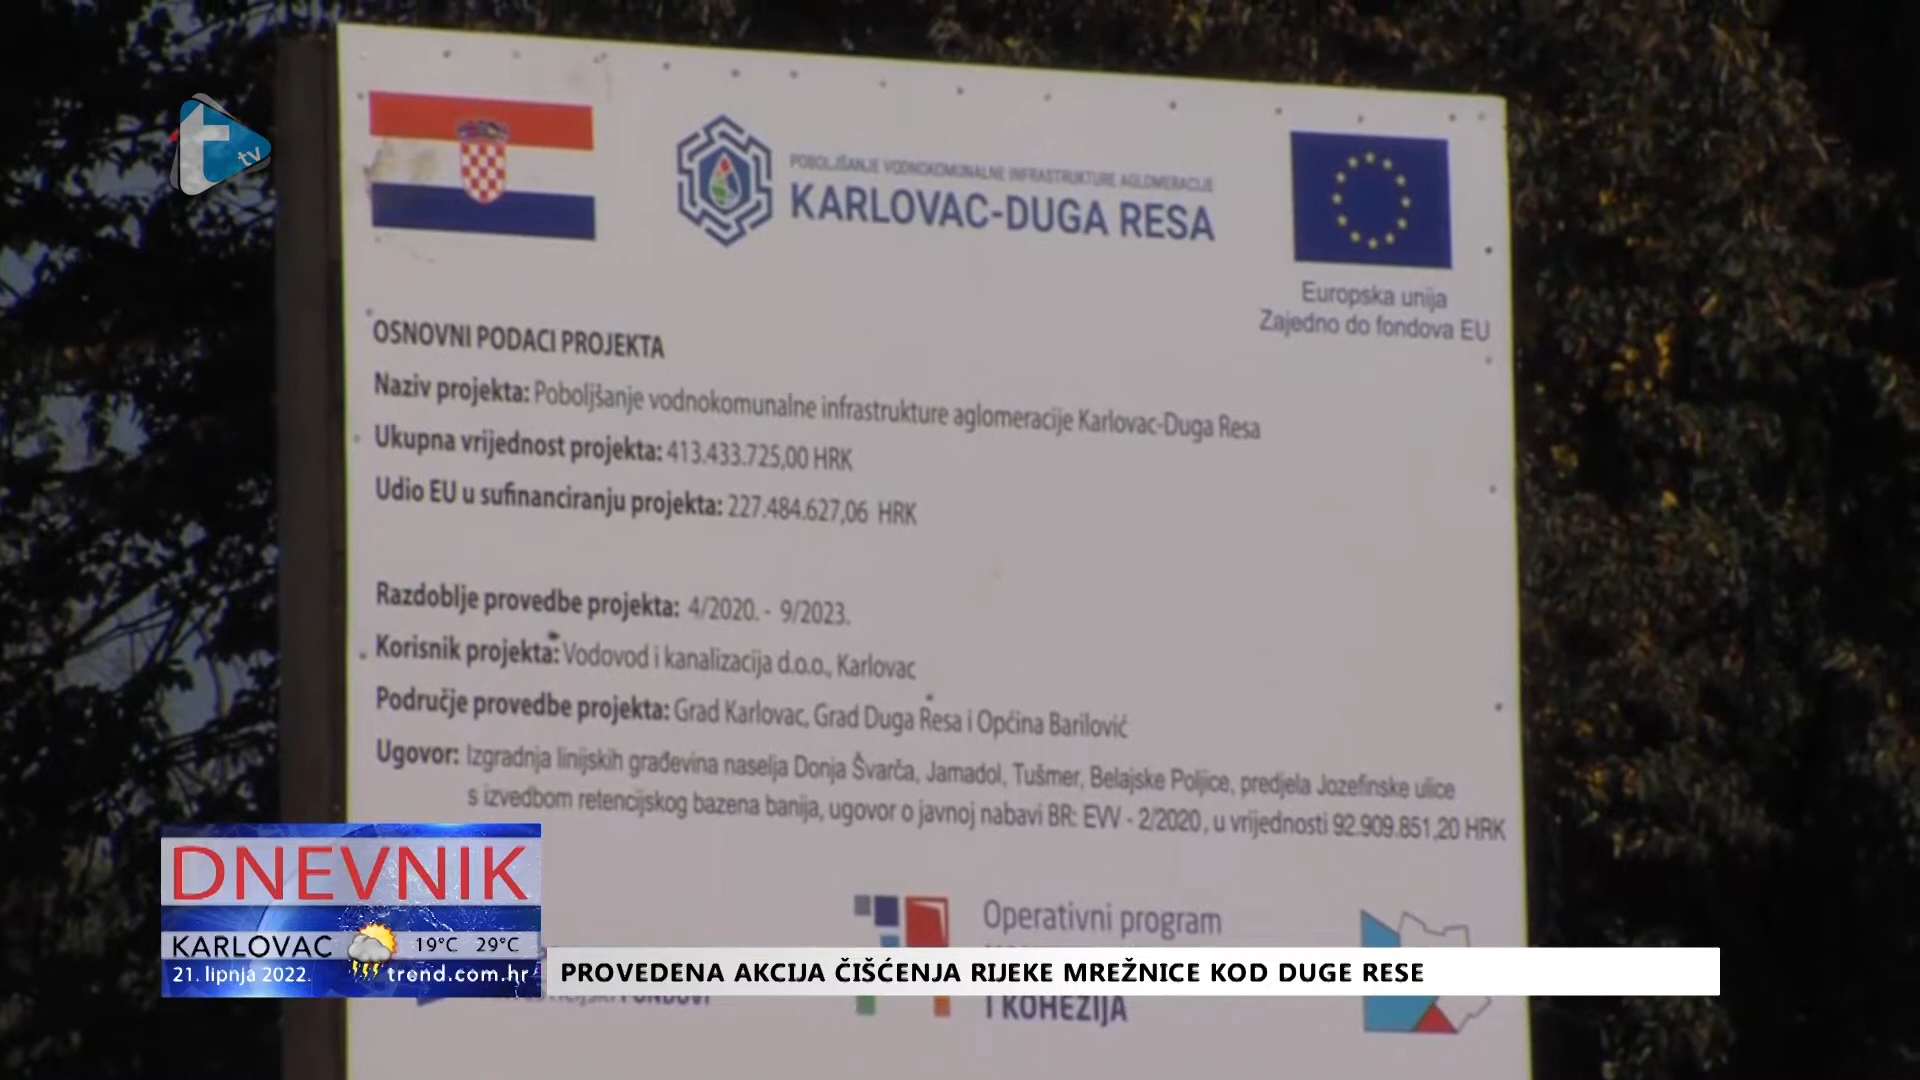 t tv
POBOLJŠANJE VODNOKOMUNALNE INFRASTRUKTURE AGLOMERACIJE
KARLOVAC-DUGA RESA
Europska unija
Zajedno do fondova EU
OSNOVNI PODACI PROJEKTA
Naziv projekta: Poboljšanje vodnokomunalne infrastrukture aglomeracije Karlovac-Duga Resa
Ukupna vrijednost projekta: 413.433.725,00 HRK
Udio EU u sufinanciranju projekta: 227.484.627,06 HRK
Razdoblje provedbe projekta: 4/2020. - 9/2023.
Korisnik projekta: Vodovod i kanalizacija d.o.o., Karlovac
Područje provedbe projekta: Grad Karlovac, Grad Duga Resa i Općina Barilović
Ugovor: Izgradnja linijskih građevina naselja Donja Švarča, Jamadol, Tušmer, Belajske Poljice, predjela Jozefinske ulice
s izvedbom retencijskog bazena banija, ugovor o javnoj nabavi BR: EVV - 2/2020, u vrijednosti 92.909.851,20 HRK
Operativni program
I KOHEZIJA
DNEVNIK
KARLOVAC 19°C 29°C
21. lipnja 2022. trend.com.hr
PROVEDENA AKCIJA ČIŠĆENJA RIJEKE MREŽNICE KOD DUGE RESE